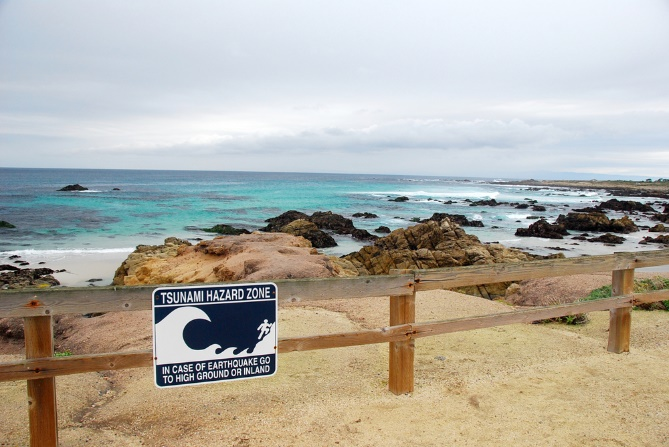 TSUNAMI HAZARD ZONE
IN CASE OF EARTHQUAKE GO
TO HIGH GROUND OR INLAND